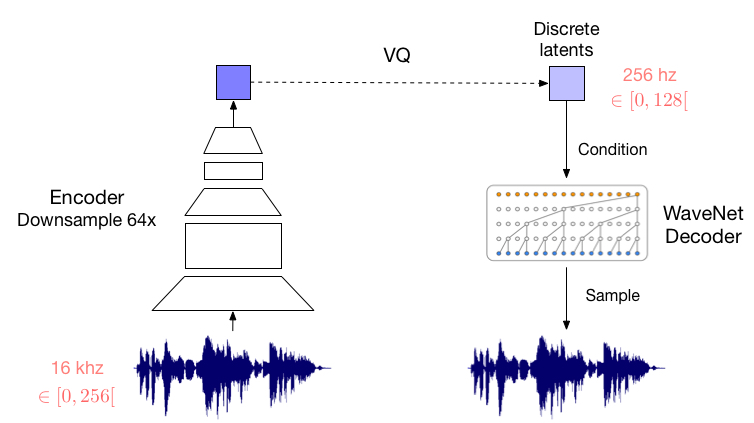 Discrete
latents
VQ
256 hz
∈ [0, 128[
Condition
Encoder
Downsample 64x
WaveNet
Decoder
Sample
16 khz
∈ [0, 256[